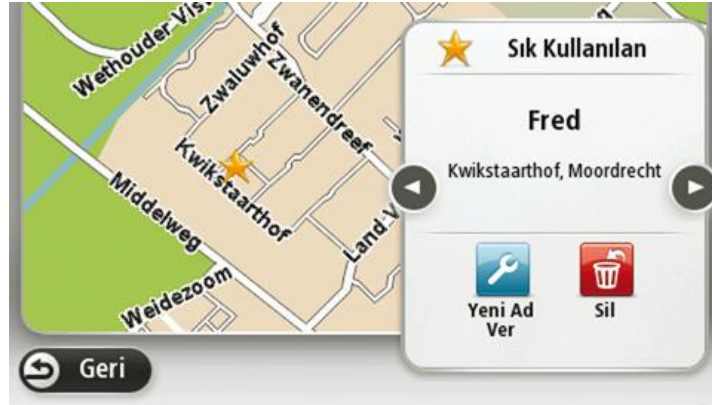 Wethouder Vis
Zwaluwhof
Zwanendreef
Kwikstaarthof
Middelweg
Land V
Weidezoom
Sık Kullanılan
Fred
Kwikstaarthof, Moordrecht
Yeni Ad
Ver
Sil
Geri